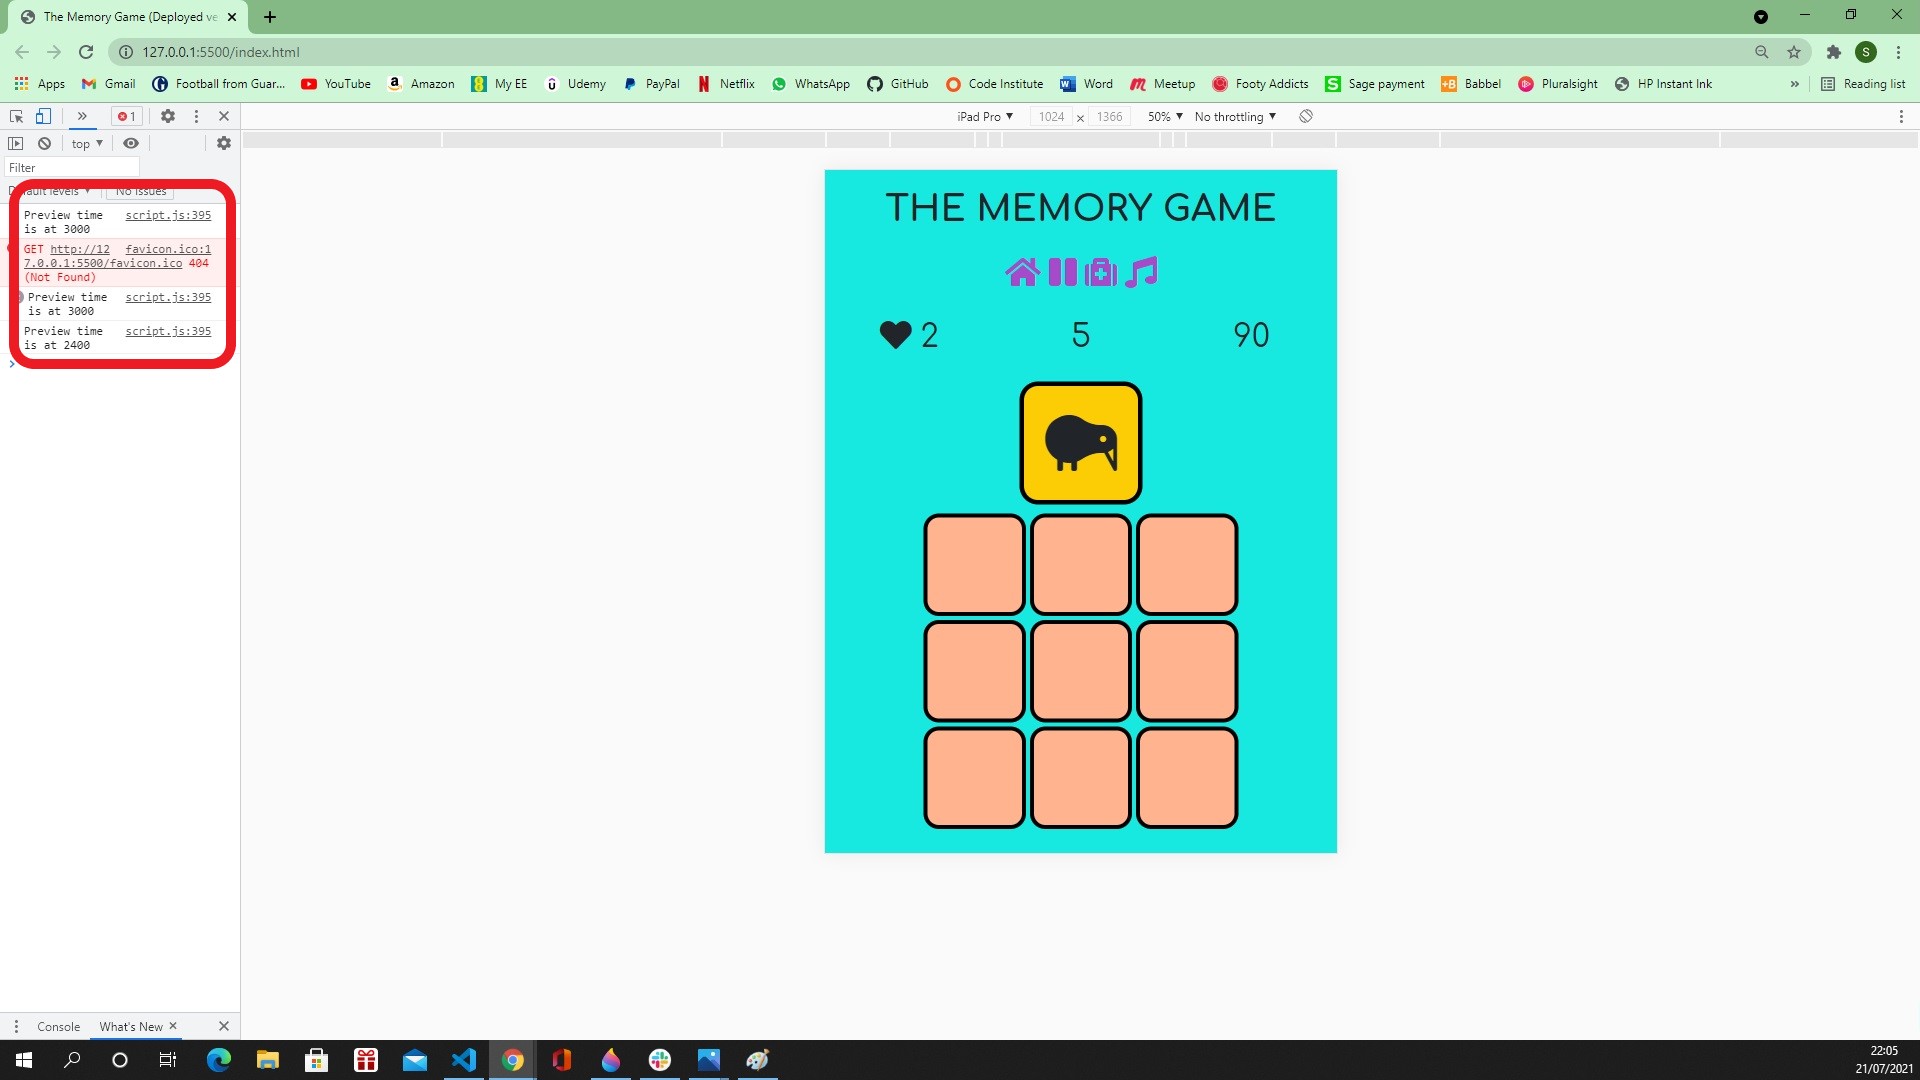 The Memory Game (Deployed ve
127.0.0.1:5500/index.html
S
Apps Gmail Football from Guar... YouTube Amazon My EE Udemy PayPal Netflix WhatsApp GitHub Code Institute Word Meetup Footy Addicts Sage payment Babbel Pluralsight HP Instant Ink » Reading list
» 1
iPad Pro 1024 x 1366 50% No throttling
top
Filter
levels No Issues
Preview time script.js:395
is at 3000
GET http://12 favicon.ico:1
7.0.0.1:5500/favicon.ico 404
(Not Found)
Preview time script.js:395
is at 3000
Preview time script.js:395
is at 2400
THE MEMORY GAME
2 5 90
Console What's New
22:05
21/07/2021